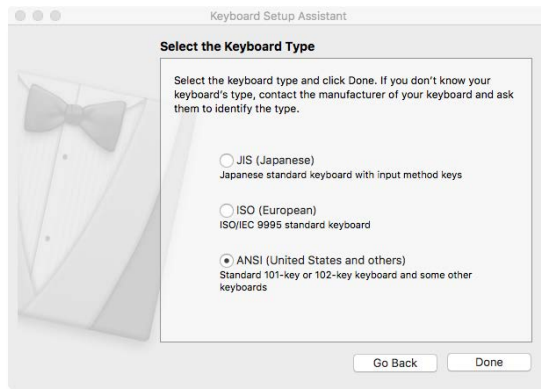 Keyboard Setup Assistant
Select the Keyboard Type
Select the keyboard type and click Done. If you don't know your
keyboard's type, contact the manufacturer of your keyboard and ask
them to identify the type.
JIS (Japanese)
Japanese standard keyboard with input method keys
ISO (European)
ISO/IEC 9995 standard keyboard
ANSI (United States and others)
Standard 101-key or 102-key keyboard and some other
keyboards
Go Back
Done